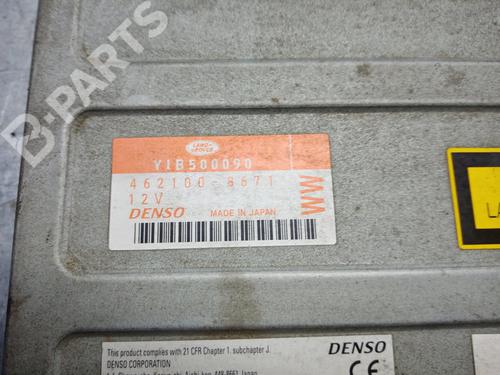 B-PARTS
LAND-
ROVER
YIB500090
462100-8671
12V
DENSO MADE IN JAPAN
WW
LA
This product complies with 21 CFR Chapter 1. subchapter J.
DENSO CORPORATION
DENSO